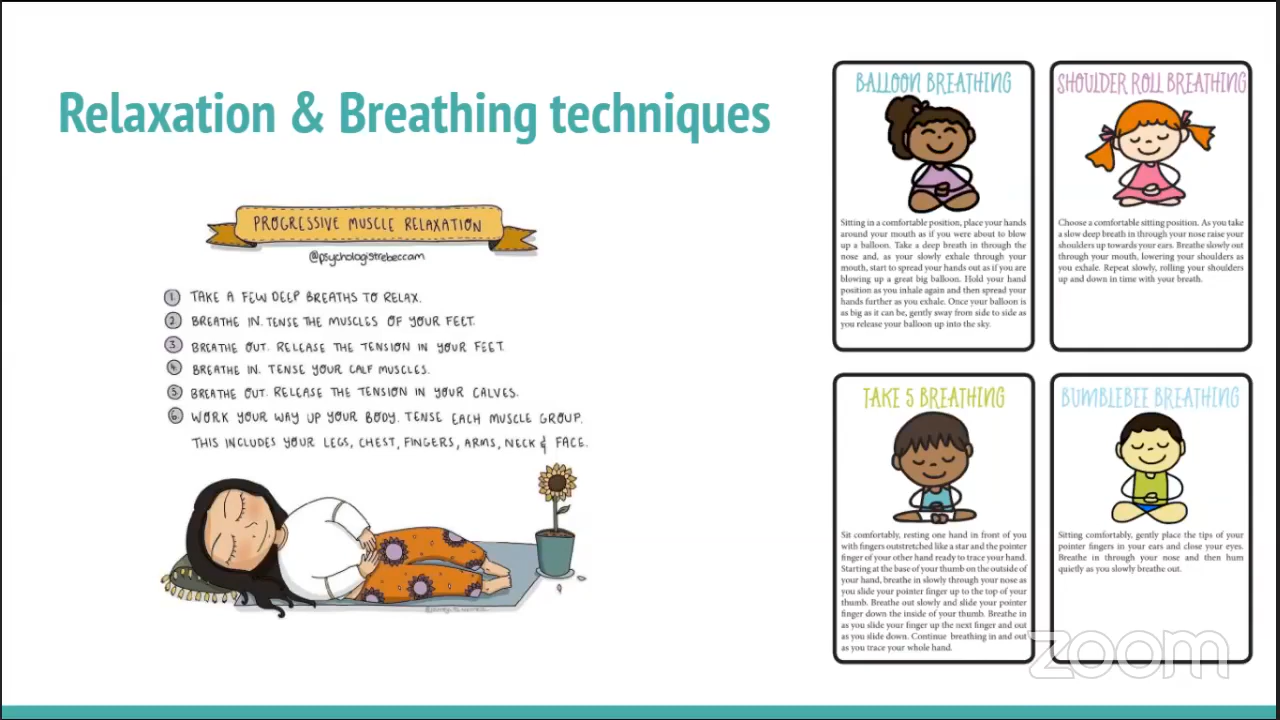 Relaxation & Breathing techniques
PROGRESSIVE MUSCLE RELAXATION
@psychologistrebeccam
1 TAKE A FEW DEEP BREATHS TO RELAX.
2 BREATHE IN. TENSE THE MUSCLES OF YOUR FEET.
3 BREATHE OUT. RELEASE THE TENSION IN YOUR FEET.
4 BREATHE IN. TENSE YOUR CALF MUSCLES.
5 BREATHE OUT. RELEASE THE TENSION IN YOUR CALVES.
6 WORK YOUR WAY UP YOUR BODY. TENSE EACH MUSCLE GROUP.
THIS INCLUDES YOUR LEGS, CHEST, FINGERS, ARMS, NECK & FACE.
BALLOON BREATHING
Sitting in a comfortable position, place your hands
around your mouth as if you were about to blow
up a balloon. Take a deep breath in through the
nose and, as your slowly exhale through your
mouth, start to spread your hands out as if you are
blowing up a great big balloon. Hold your hand
position as you inhale again and then spread your
hands further as you exhale. Once your balloon is
as big as it can be, gently sway from side to side as
you release your balloon up into the sky.
SHOULDER ROLL BREATHING
Choose a comfortable sitting position. As you take
a slow deep breath in through your nose raise your
shoulders up towards your ears. Breathe slowly out
through your mouth, lowering your shoulders as
you exhale. Repeat slowly, rolling your shoulders
up and down in time with your breath.
TAKE 5 BREATHING
Sit comfortably, resting one hand in front of you
with fingers outstretched like a star and the pointer
finger of your other hand ready to trace your hand.
Starting at the base of your thumb on the outside of
your hand, breathe in slowly through your nose as
you slide your pointer finger up to the top of your
thumb. Breathe out slowly and slide your pointer
finger down the inside of your thumb. Breathe in
as you slide your finger up the next finger and out
as you slide down. Continue breathing in and out
as you trace your whole hand.
BUMBLEBEE BREATHING
Sitting comfortably, gently place the tips of your
pointer fingers in your ears and close your eyes.
Breathe in through your nose and then hum
quietly as you slowly breathe out.
zoom